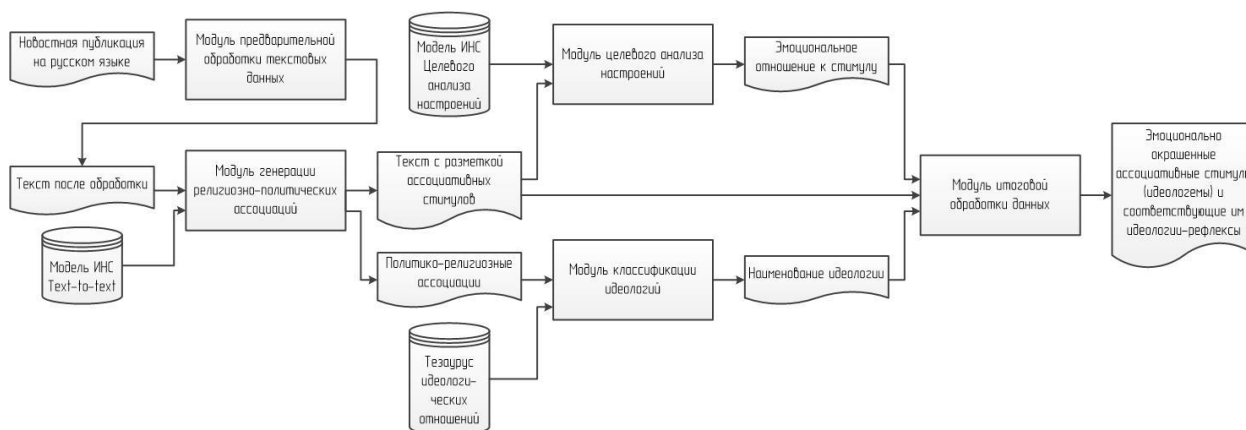 Новостная публикация
на русском языке
Модуль предварительной
обработки текстовых
данных
Текст после обработки
Модель ИНС
Text-to-text
Модуль генерации
религиозно-политических
ассоциаций
Модель ИНС
Целевого
анализа
настроений
Текст с разметкой
ассоциативных
стимулов
Политико-религиозные
ассоциации
Тезаурус
идеологи-
ческих
отношений
Модуль целевого анализа
настроений
Модуль классификации
идеологий
Эмоциональное
отношение к стимулу
Наименование идеологии
Модуль итоговой
обработки данных
Эмоционально
окрашенные
ассоциативные стимулы
(идеологемы) и
соответствующие им
идеологии-рефлексы